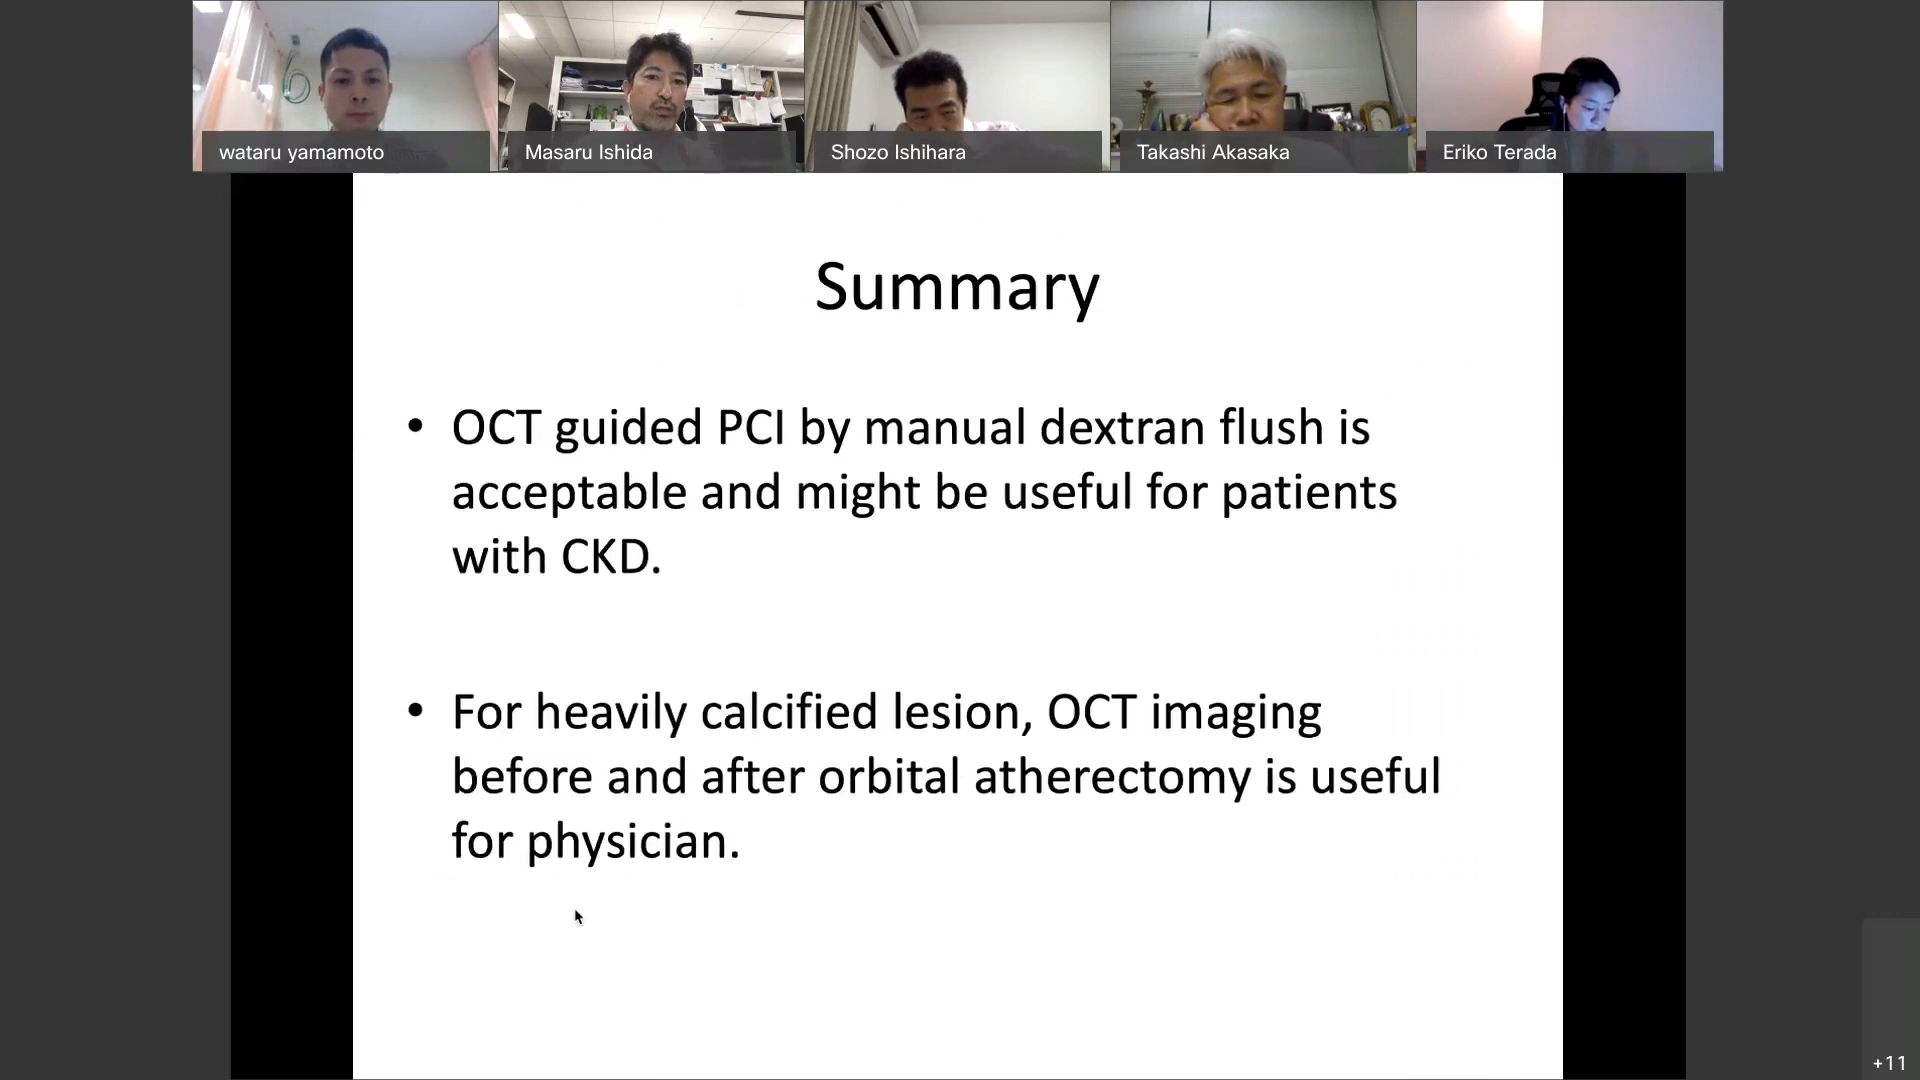 wataru yamamoto
Masaru Ishida
Shozo Ishihara
Takashi Akasaka
Eriko Terada
Summary
• OCT guided PCI by manual dextran flush is
acceptable and might be useful for patients
with CKD.
• For heavily calcified lesion, OCT imaging
before and after orbital atherectomy is useful
for physician.
+11